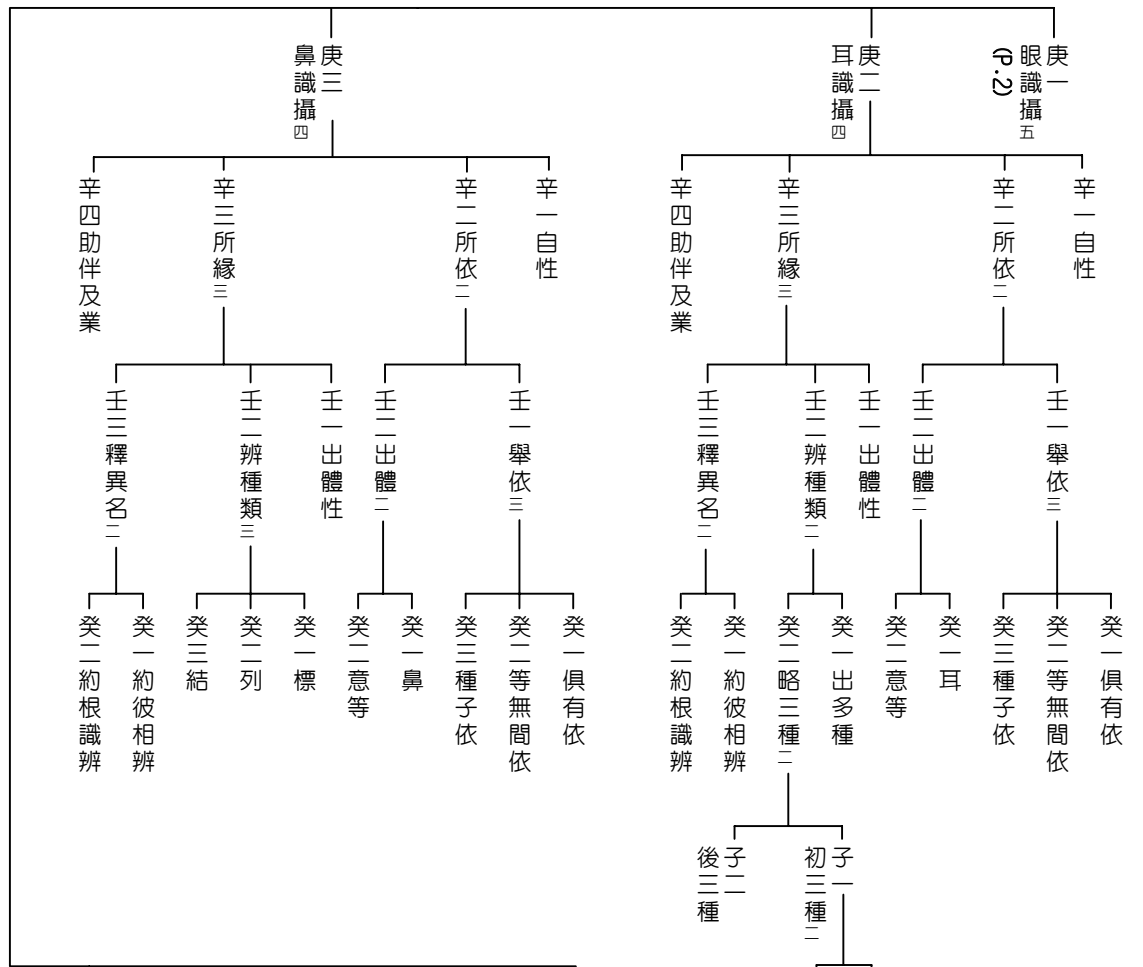 庚一
眼識攝五
(P.2)
庚二
耳識攝四
辛一自性
辛二所依二
壬一舉依三
癸一俱有依
癸二等無間依
癸三種子依
壬二出體二
癸一耳
癸二意等
辛三所緣三
壬一出體性
壬二辨種類二
癸一出多種
癸二略三種二
子一
初三種二
子二
後三種
壬三釋異名二
癸一約彼相辨
癸二約根識辨
辛四助伴及業
庚三
鼻識攝四
辛一自性
辛二所依二
壬一舉依三
癸一俱有依
癸二等無間依
癸三種子依
壬二出體二
癸一鼻
癸二意等
辛三所緣三
壬一出體性
壬二辨種類三
癸一標
癸二列
癸三結
壬三釋異名二
癸一約彼相辨
癸二約根識辨
辛四助伴及業